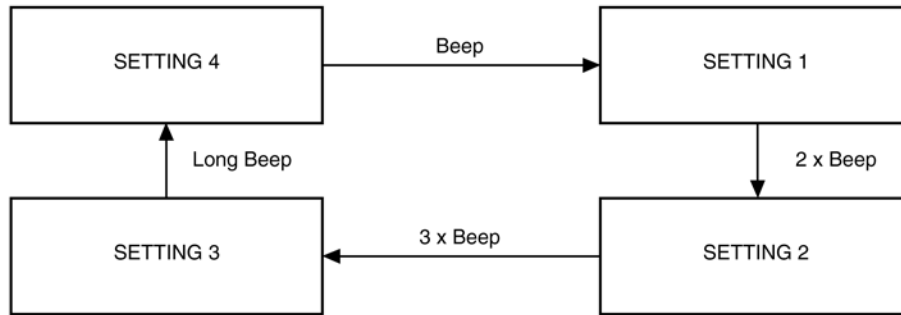 SETTING 4
Beep
SETTING 1
Long Beep
2 x Beep
SETTING 3
3 x Beep
SETTING 2